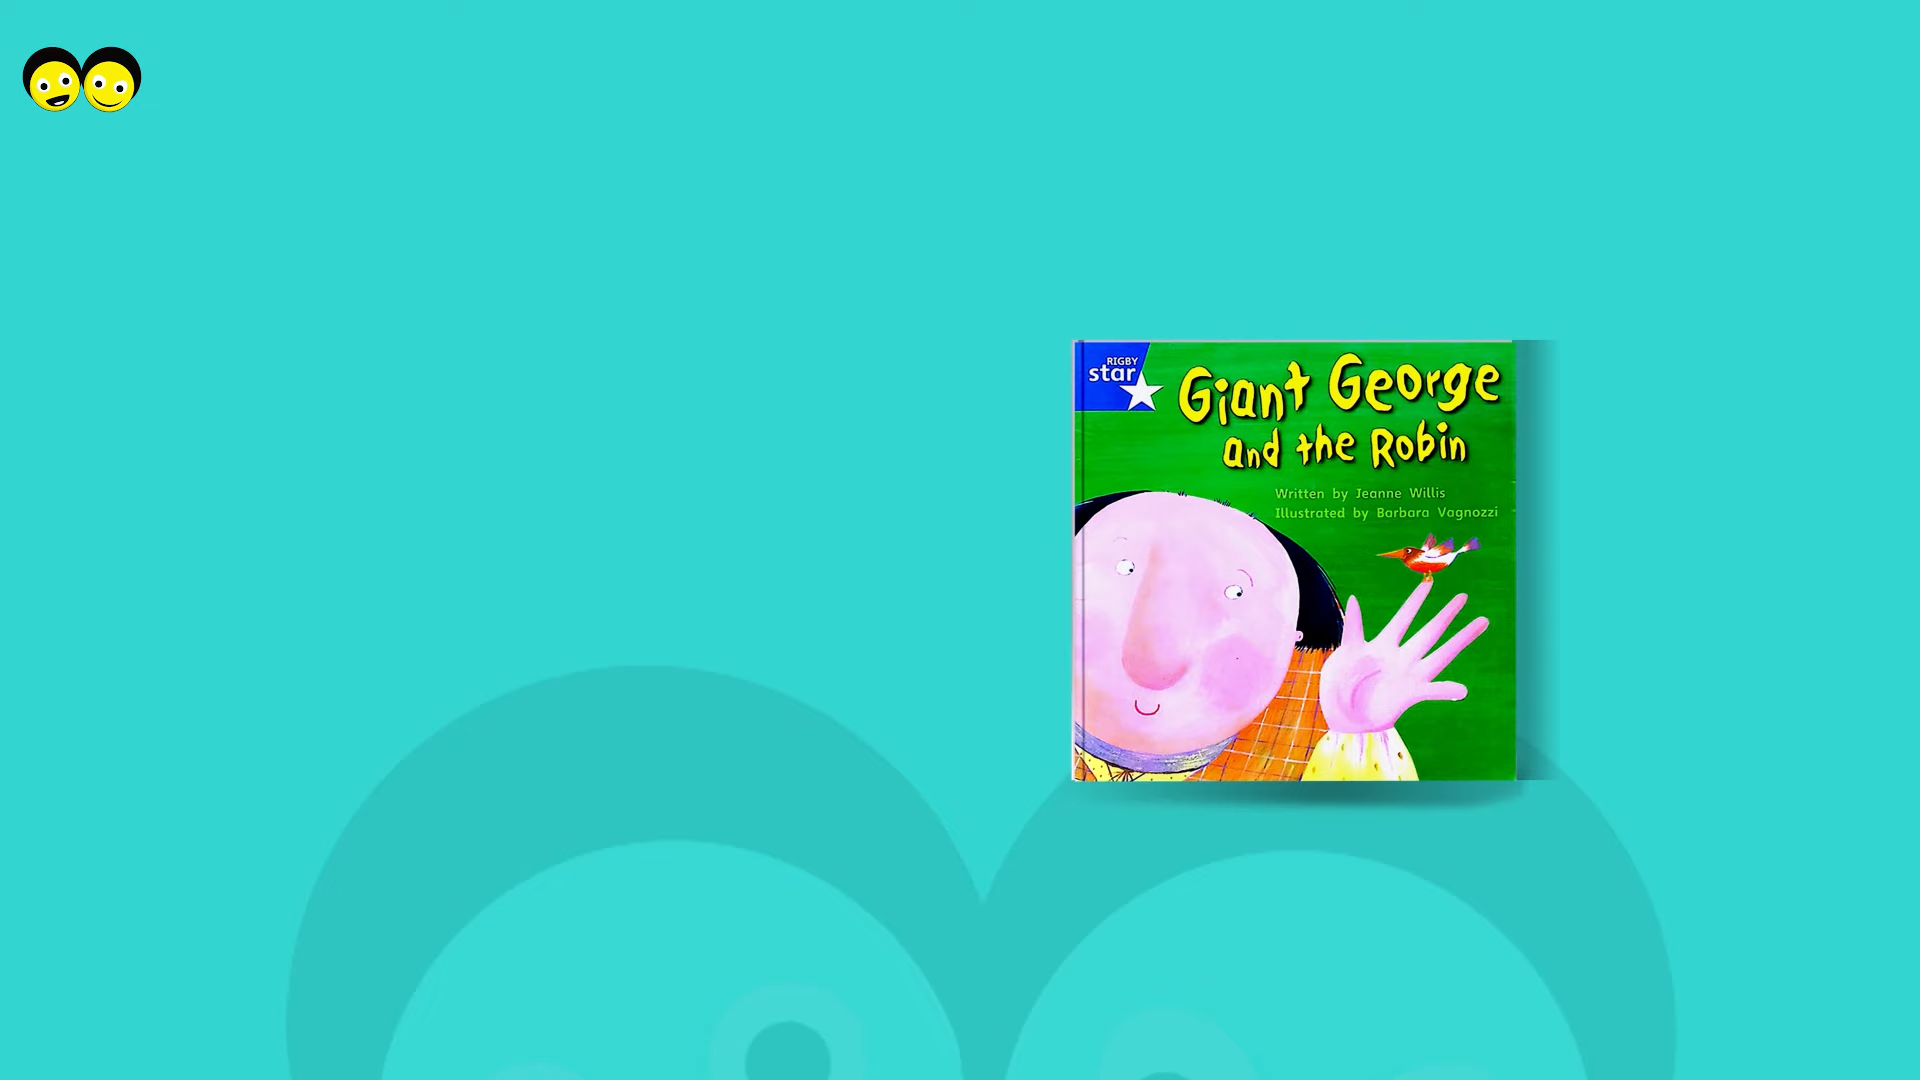 RIGBY
star
Giant George
and the Robin
Written by Jeanne Willis
Illustrated by Barbara Vagnozzi